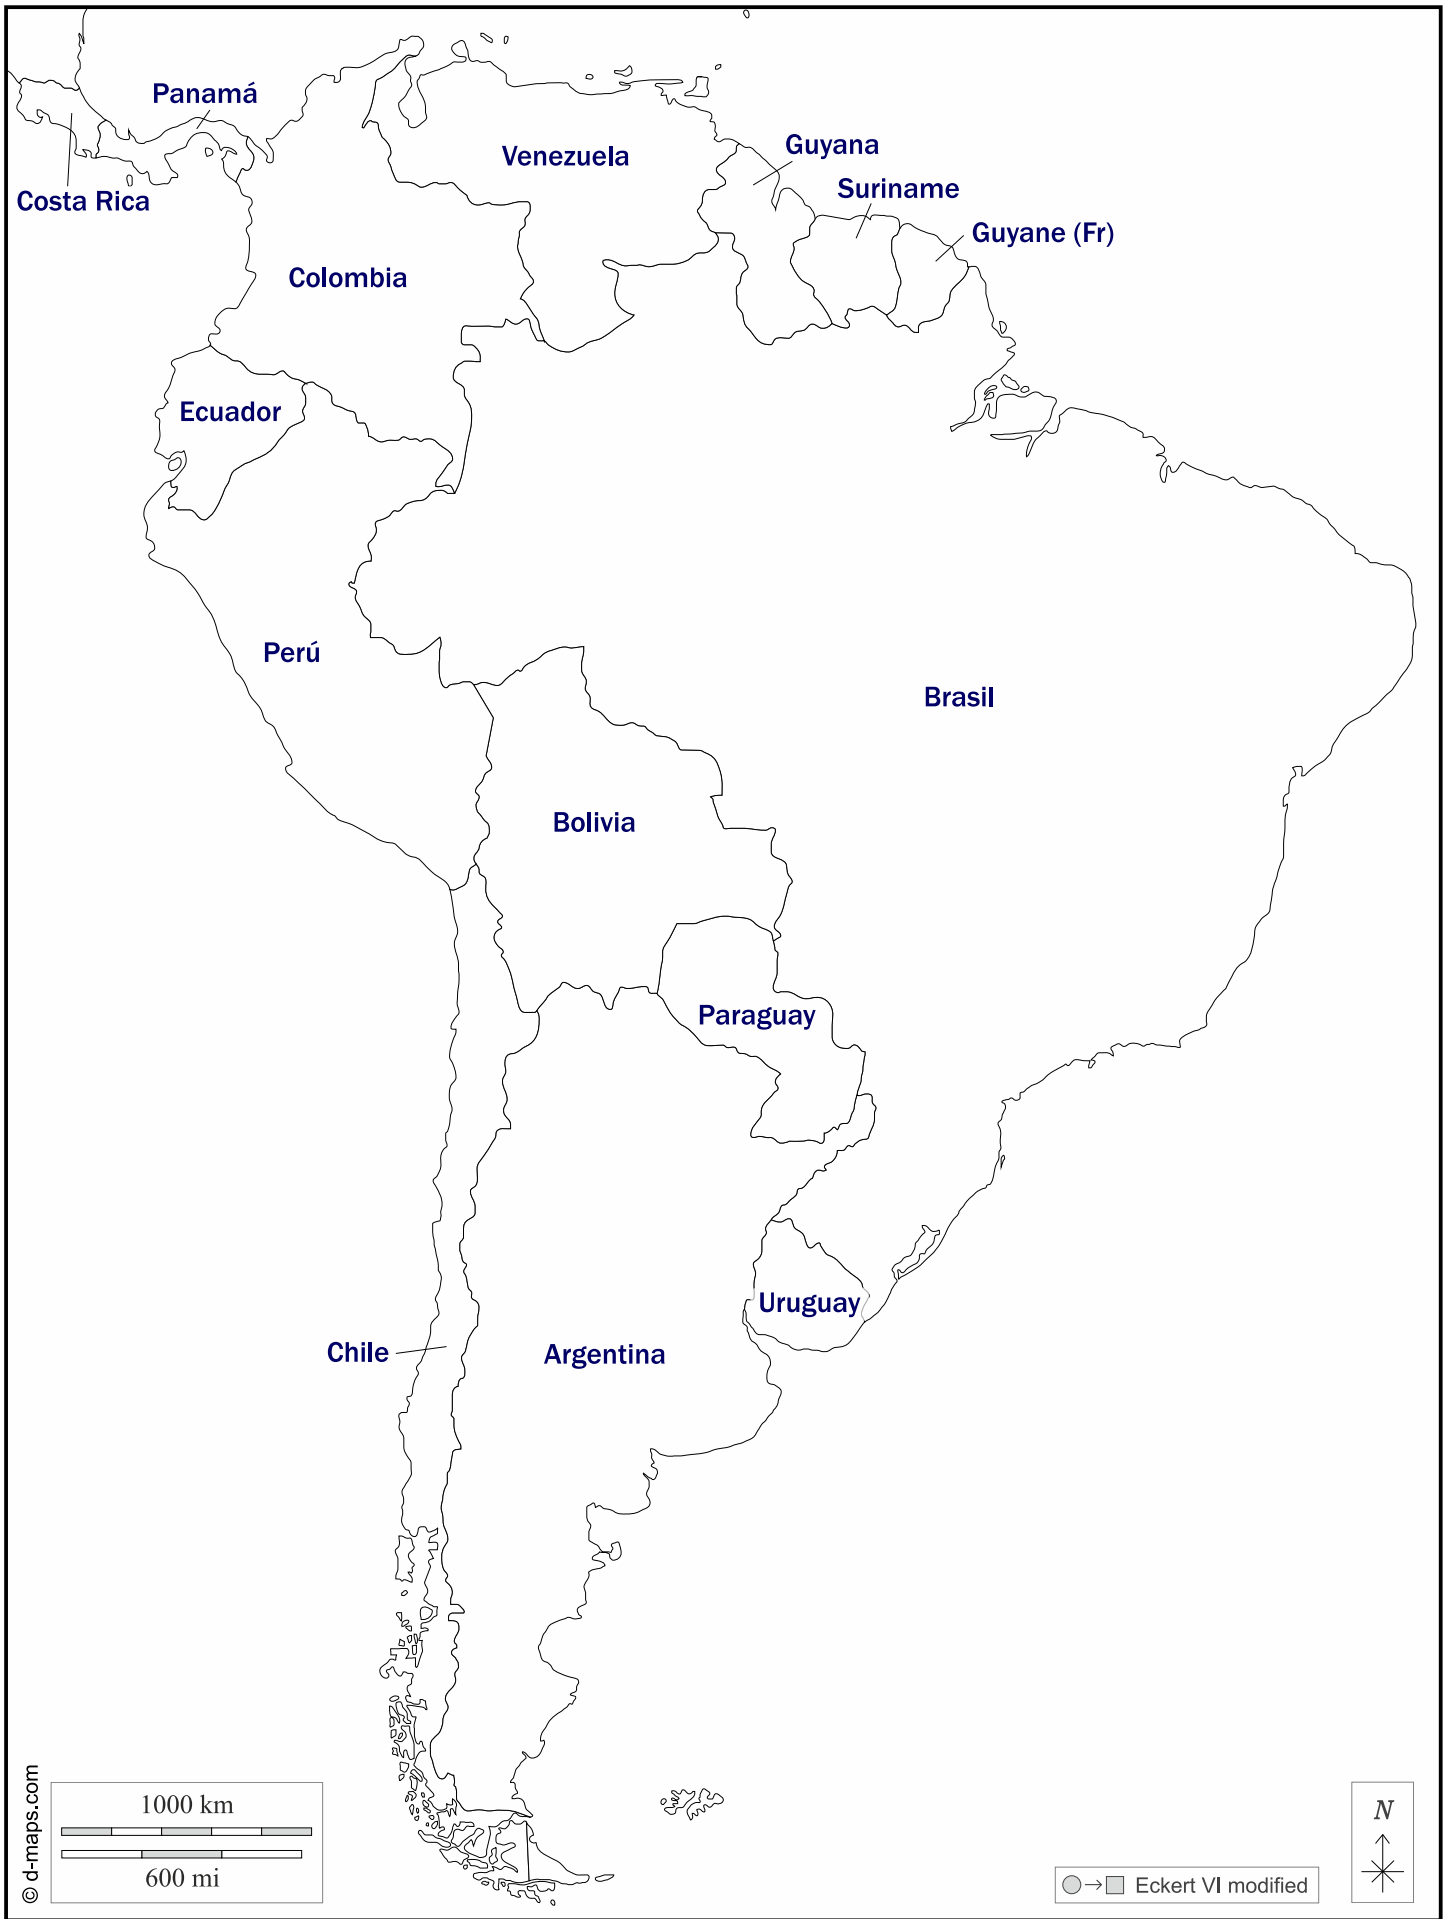 Panamá
Venezuela
Guyana
Suriname
Costa Rica
Guyane (Fr)
Colombia
Ecuador
Perú
Brasil
Bolivia
Paraguay
Uruguay
Chile
Argentina
© d-maps.com
1000 km
600 mi
N
Eckert VI modified